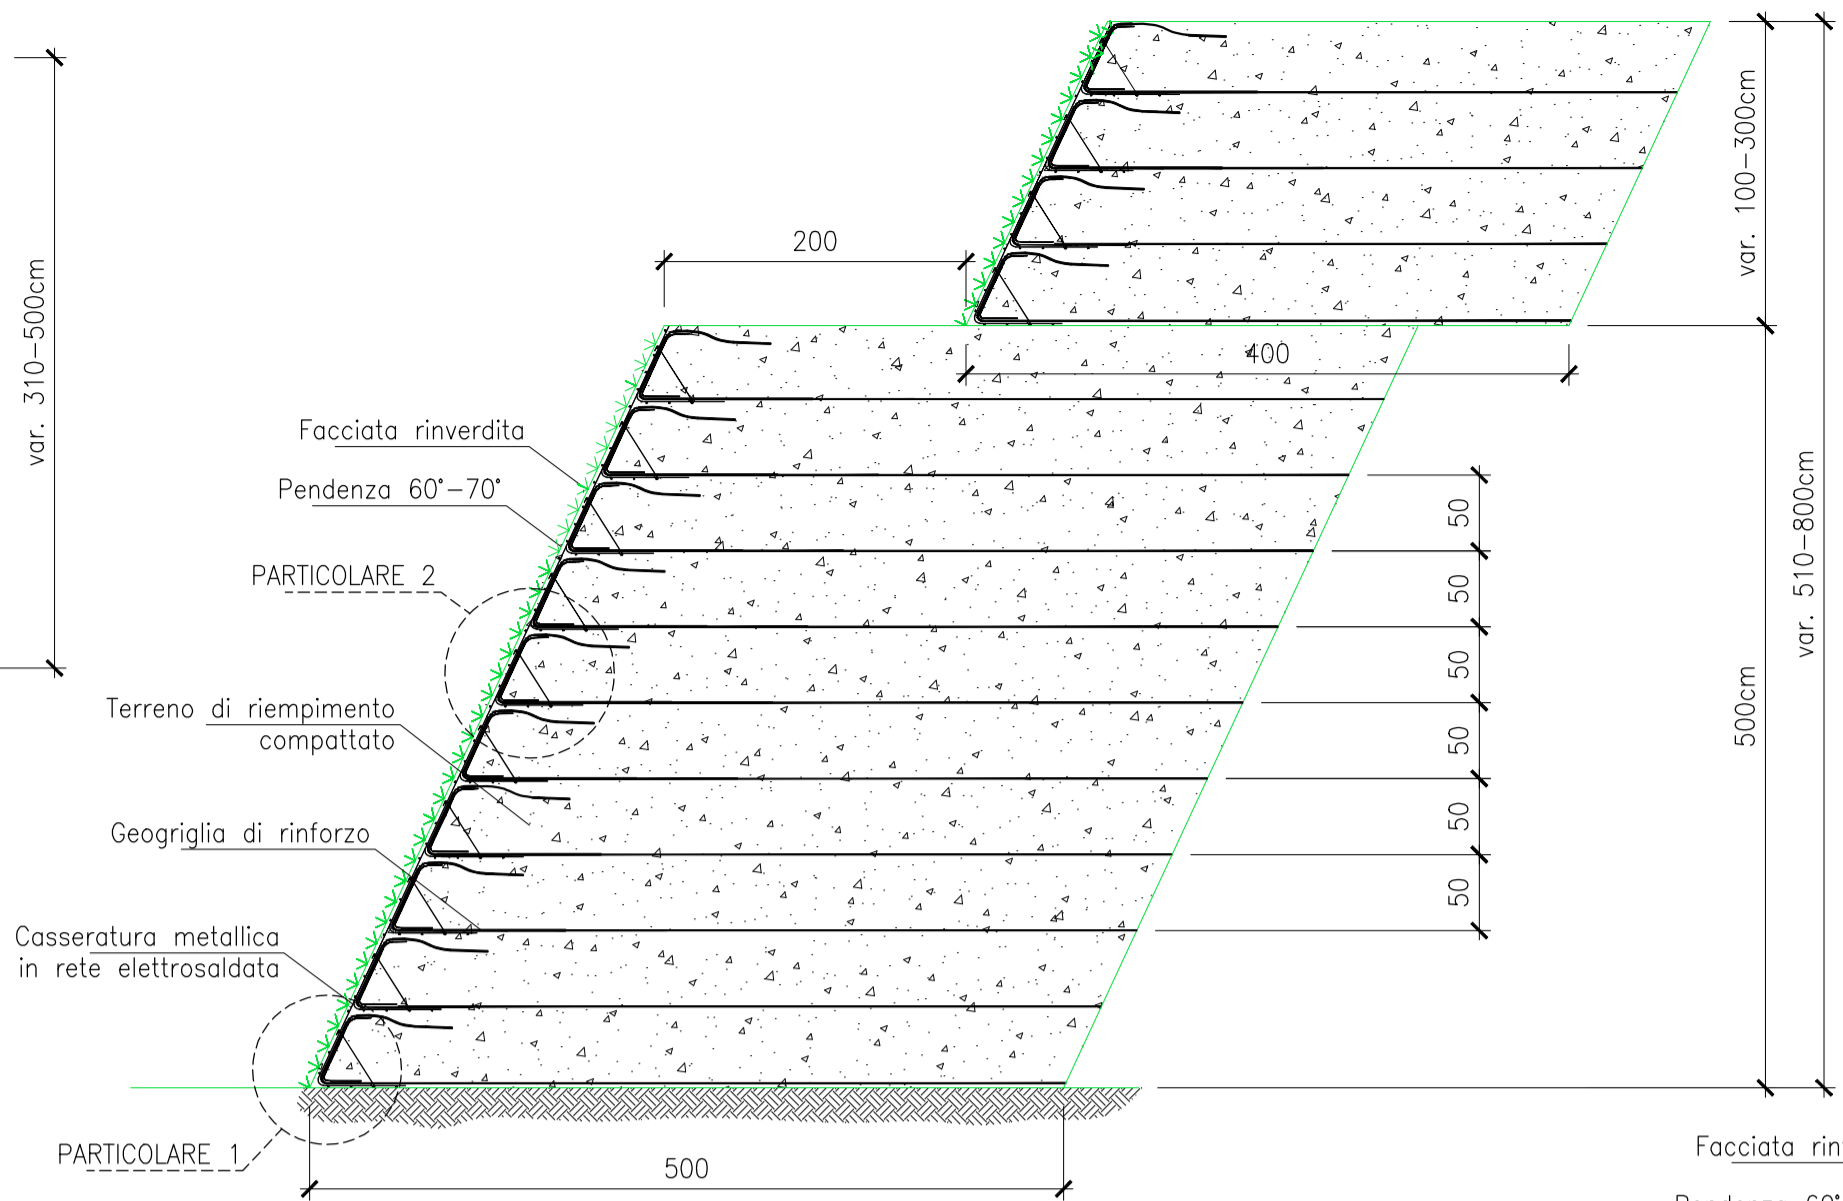 var. 100-300cm
200
var. 310-500cm
400
Facciata rinverdita
Pendenza 60°-70°
50
50
50
50
50
50
var. 510-800cm
PARTICOLARE 2
500cm
Terreno di riempimento
compattato
Geogriglia di rinforzo
Casseratura metallica
in rete elettrosaldata
PARTICOLARE 1
500
Facciata rin